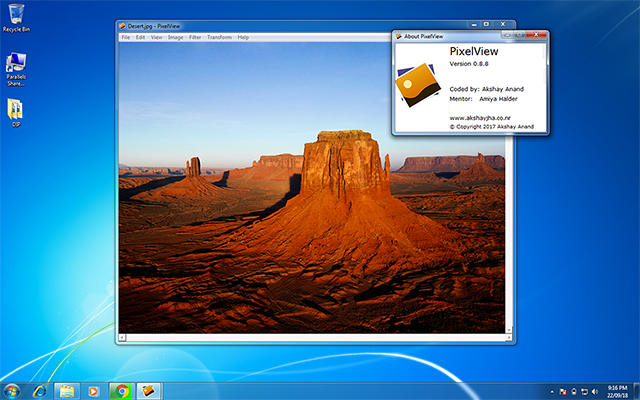 Recycle Bin
Parallels
Share...
DIP
Desert.jpg - PixelView
File Edit View Image Filter Transform Help
About PixelView
PixelView
Version 0.8.8
Coded by: Akshay Anand
Mentor: Amiya Halder
www.akshayjha.co.nr
© Copyright 2017 Akshay Anand
9:16 PM
22/09/18